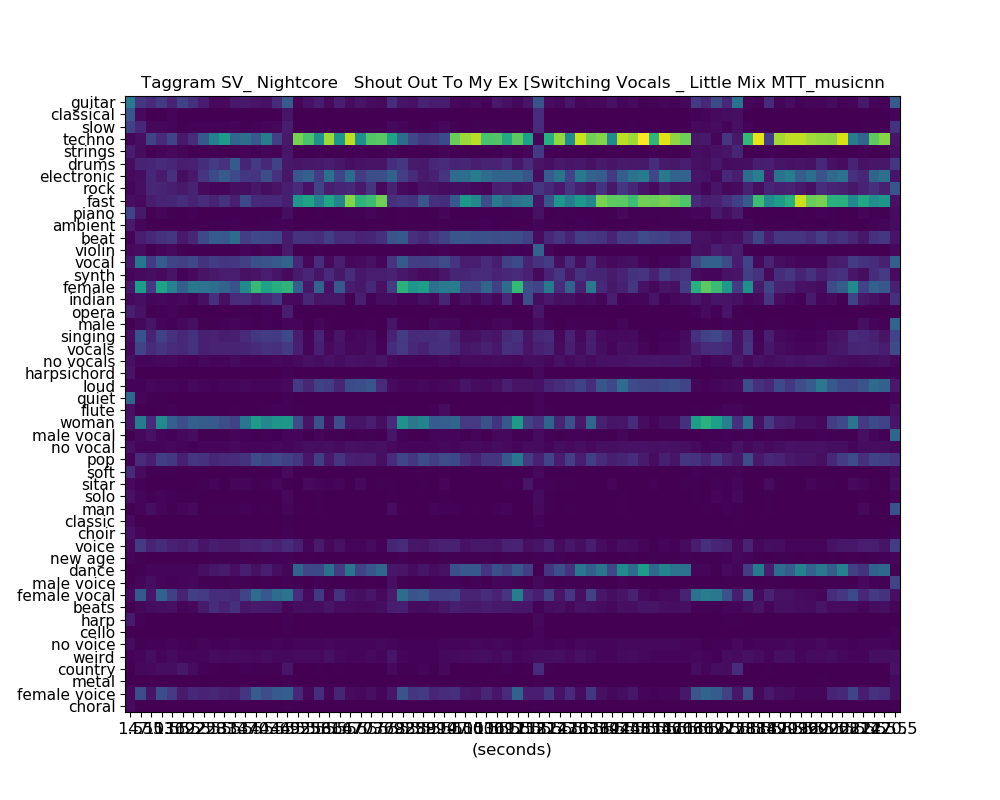 Taggram SV_ Nightcore   Shout Out To My Ex [Switching Vocals _ Little Mix MTT_musicnn
guitar
classical
slow
techno
strings
drums
electronic
rock
fast
piano
ambient
beat
violin
vocal
synth
female
indian
opera
male
singing
vocals
no vocals
harpsichord
loud
quiet
flute
woman
male vocal
no vocal
pop
soft
sitar
solo
man
classic
choir
voice
new age
dance
male voice
female vocal
beats
harp
cello
no voice
weird
country
metal
female voice
choral
(seconds)